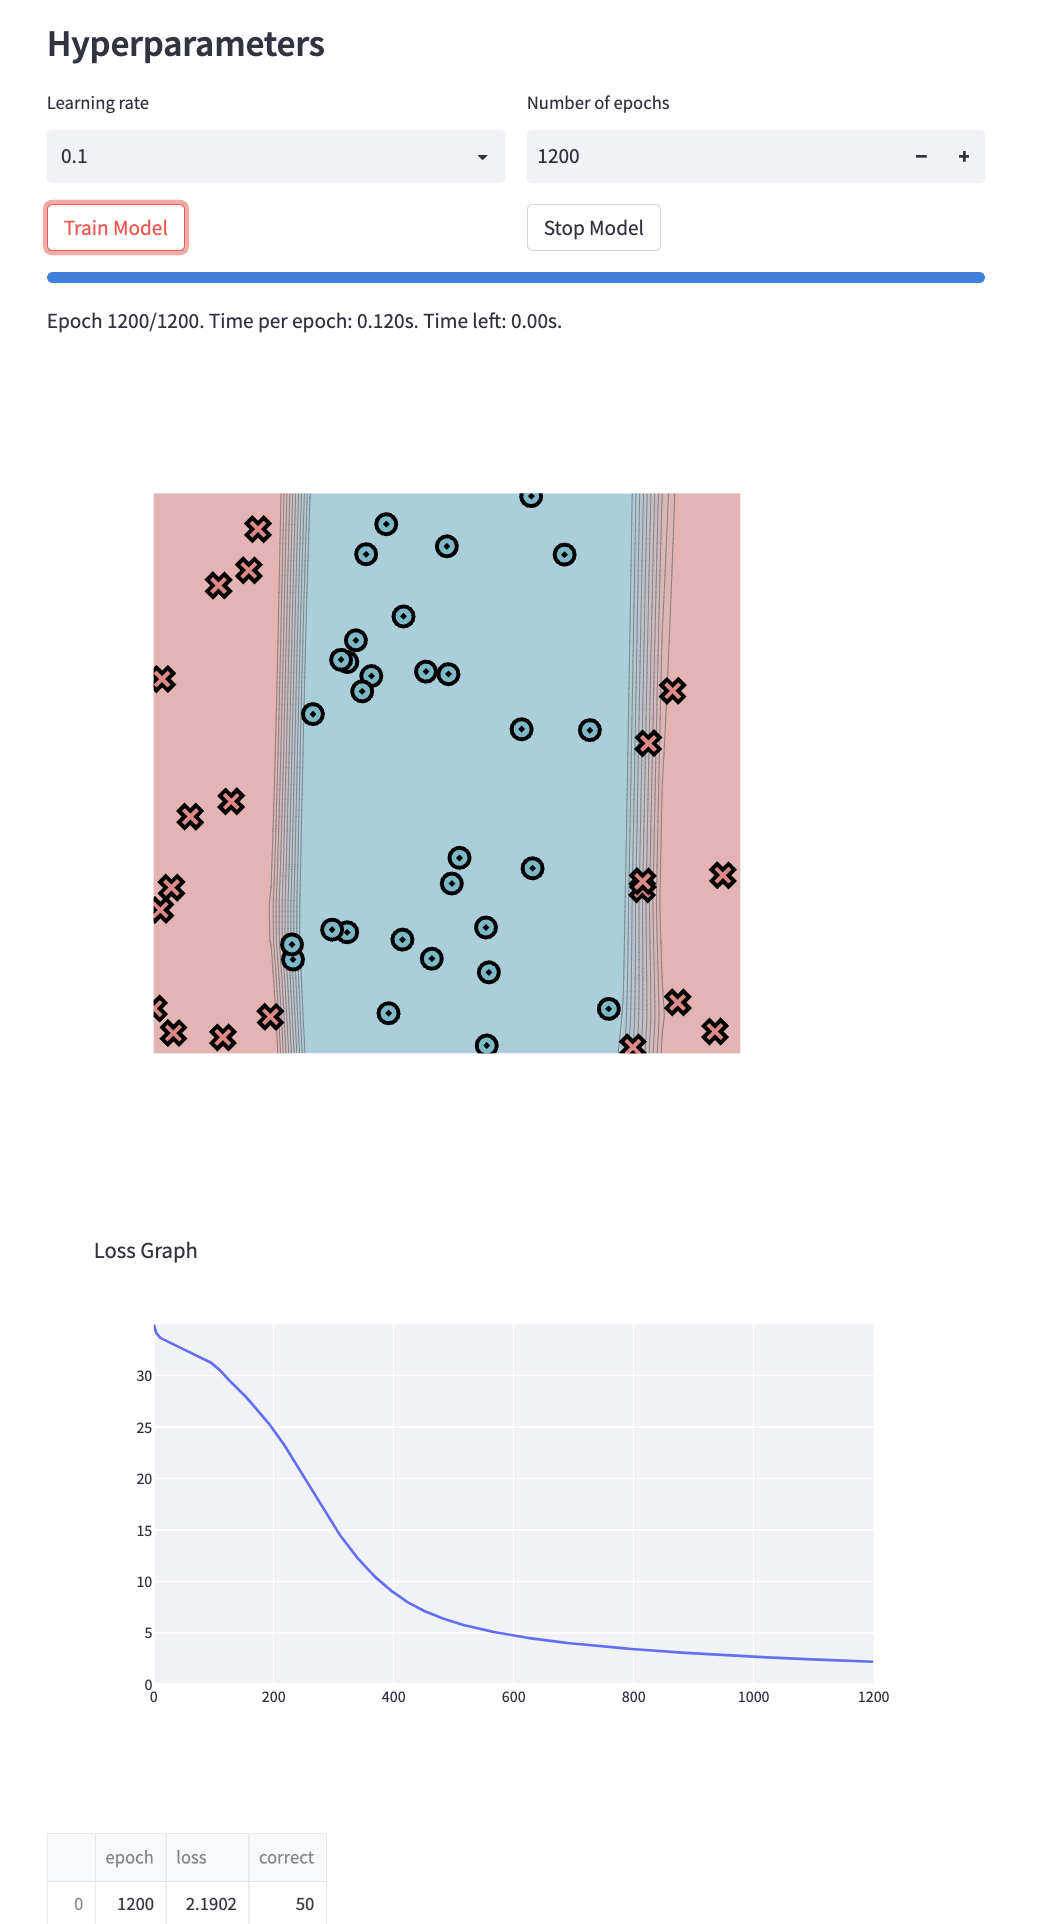 Hyperparameters
Learning rate Number of epochs
0.1 1200 − +
Train Model Stop Model
Epoch 1200/1200. Time per epoch: 0.120s. Time left: 0.00s.
Loss Graph
30
25
20
15
10
5
0
0 200 400 600 800 1000 1200
epoch loss correct
0 1200 2.1902 50